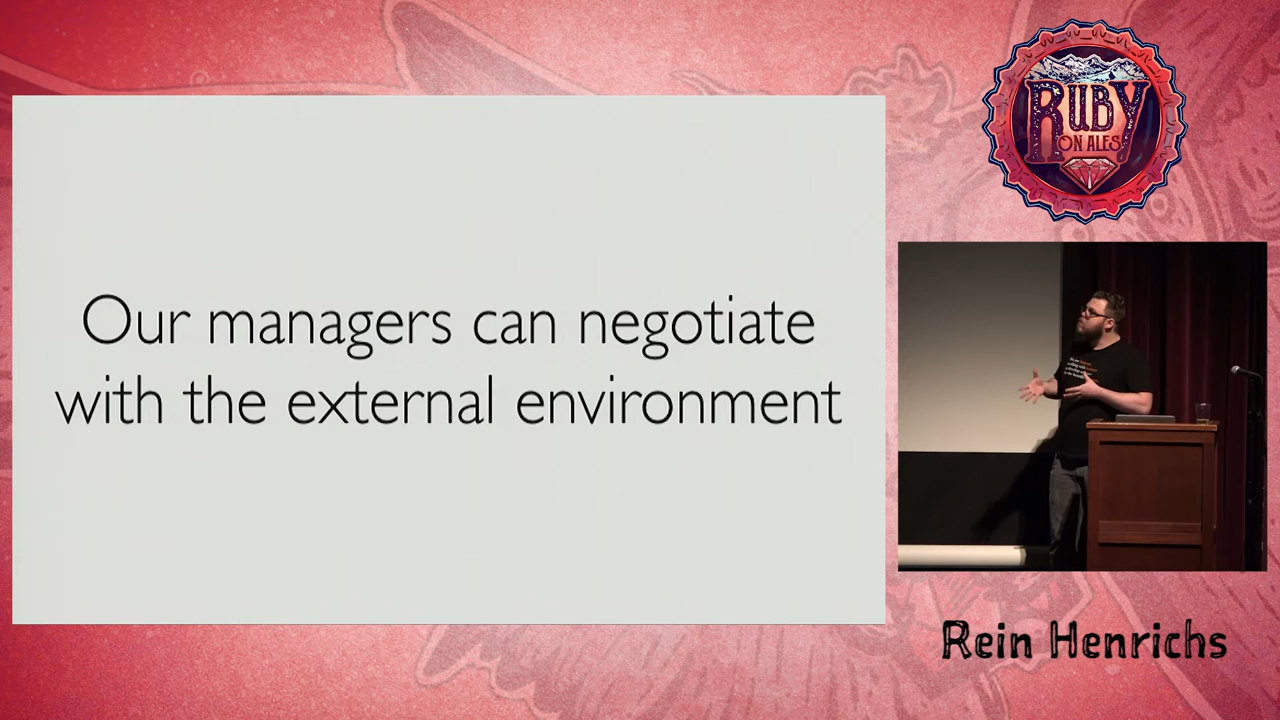 Our managers can negotiate
with the external environment
RUBY
ON ALES
Rein Henrichs